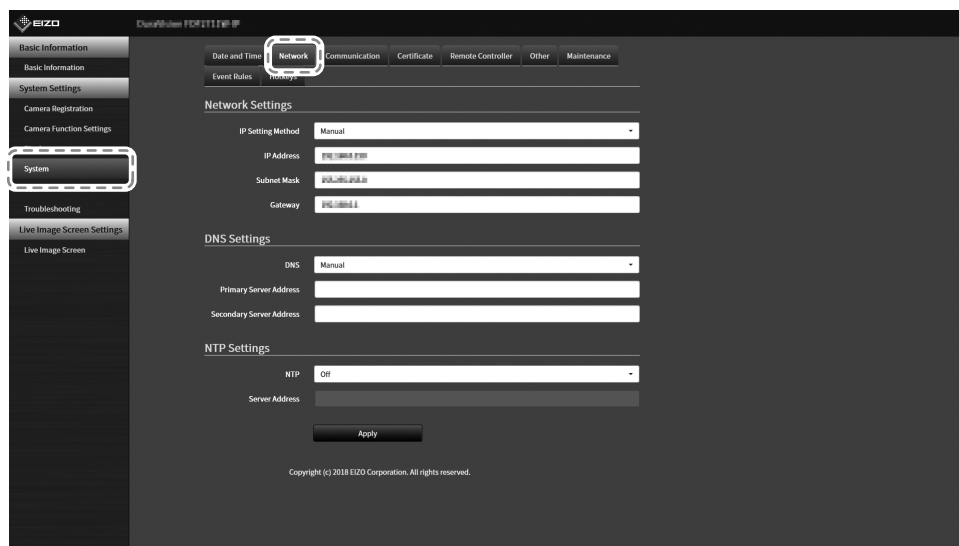 EIZO
Basic Information
Basic Information
System Settings
Camera Registration
Camera Function Settings
System
Troubleshooting
Live Image Screen Settings
Live Image Screen
Date and Time Network Communication Certificate Remote Controller Other Maintenance
Event Rules Hotkeys
Network Settings
IP Setting Method Manual
IP Address
Subnet Mask
Gateway
DNS Settings
DNS Manual
Primary Server Address
Secondary Server Address
NTP Settings
NTP Off
Server Address
Apply
Copyright (c) 2018 EIZO Corporation. All rights reserved.